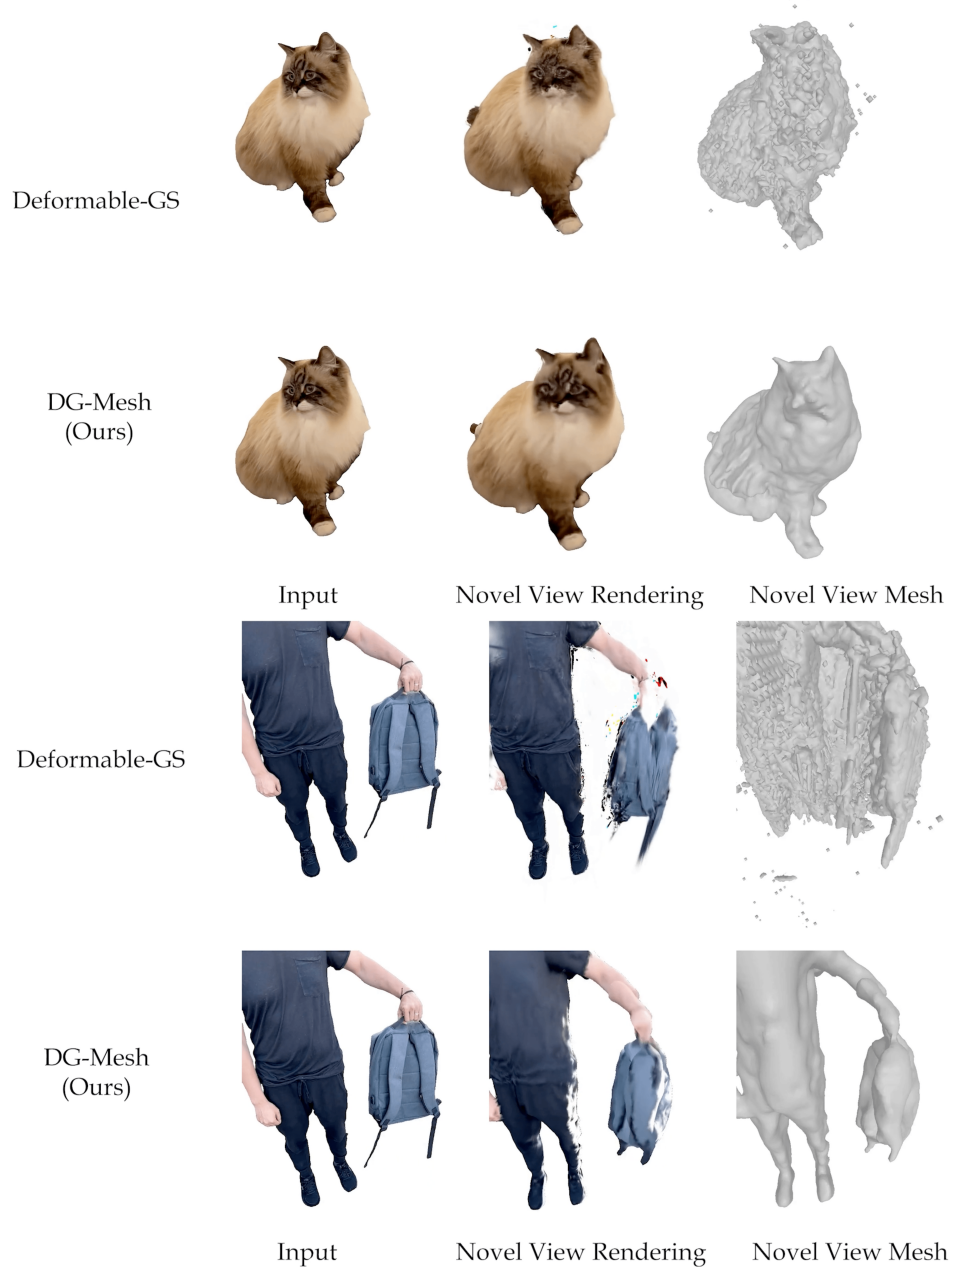 Deformable-GS
DG-Mesh
(Ours)
Input
Novel View Rendering
Novel View Mesh
Deformable-GS
DG-Mesh
(Ours)
Input
Novel View Rendering
Novel View Mesh